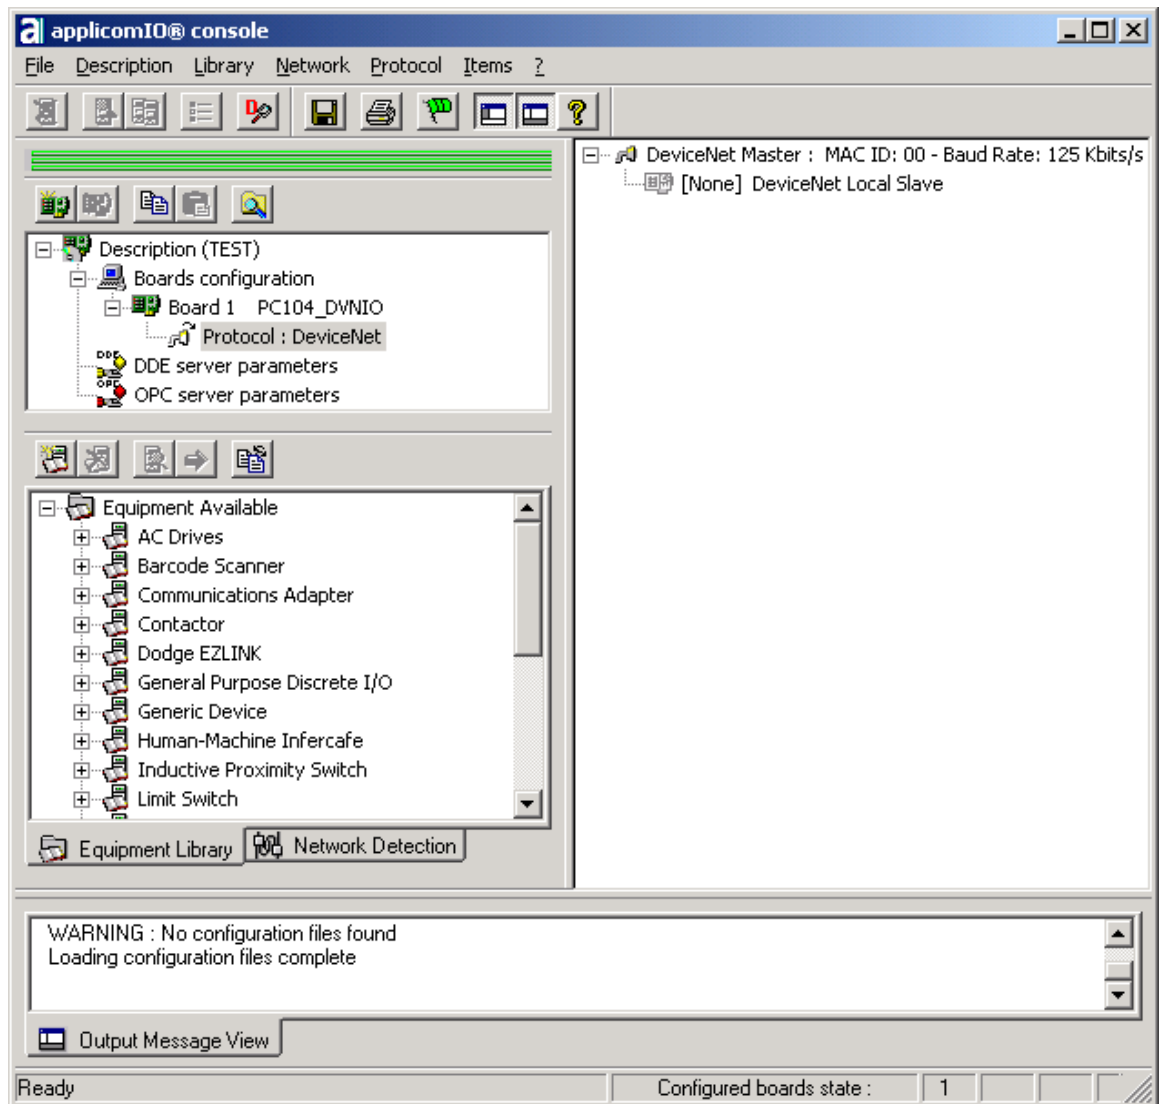 applicomIO® console
File Description Library Network Protocol Items ?
DeviceNet Master : MAC ID: 00 - Baud Rate: 125 Kbits/s
[None] DeviceNet Local Slave
Description (TEST)
Boards configuration
Board 1 PC104_DVNIO
Protocol : DeviceNet
DDE server parameters
OPC server parameters
Equipment Available
AC Drives
Barcode Scanner
Communications Adapter
Contactor
Dodge EZLINK
General Purpose Discrete I/O
Generic Device
Human-Machine Infercafe
Inductive Proximity Switch
Limit Switch
Equipment Library Network Detection
WARNING : No configuration files found
Loading configuration files complete
Output Message View
Ready Configured boards state : 1